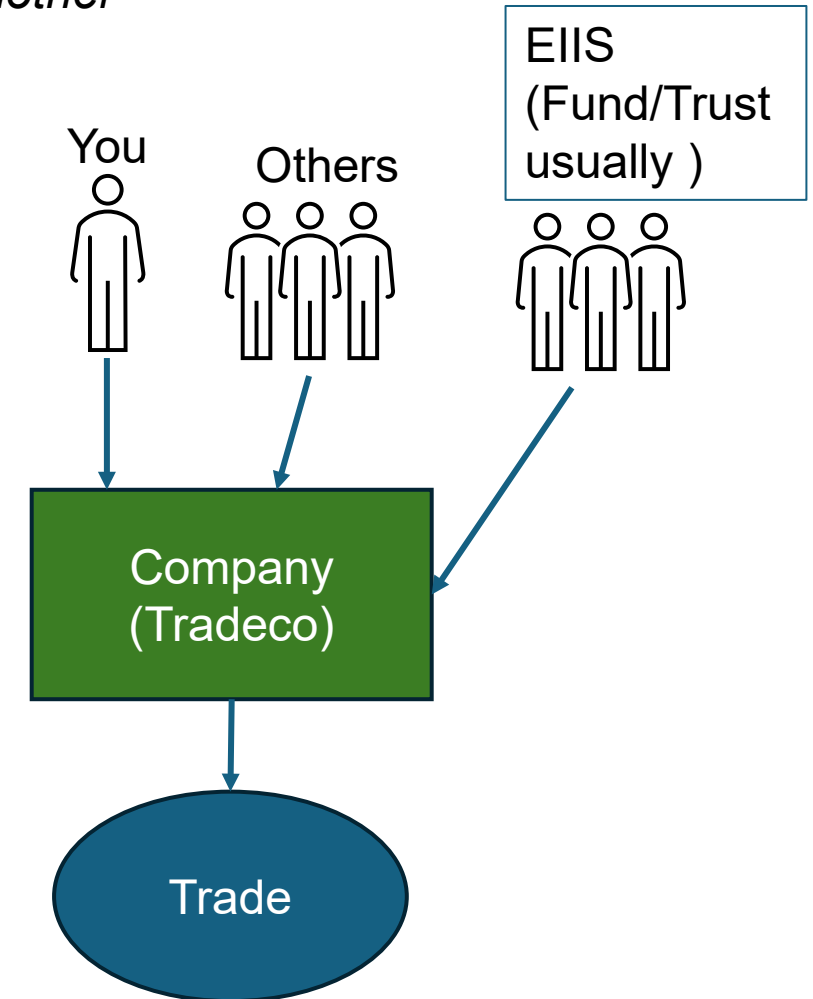 EIIS
(Fund/Trust
usually )
You
Others
Company
(Tradeco)
Trade